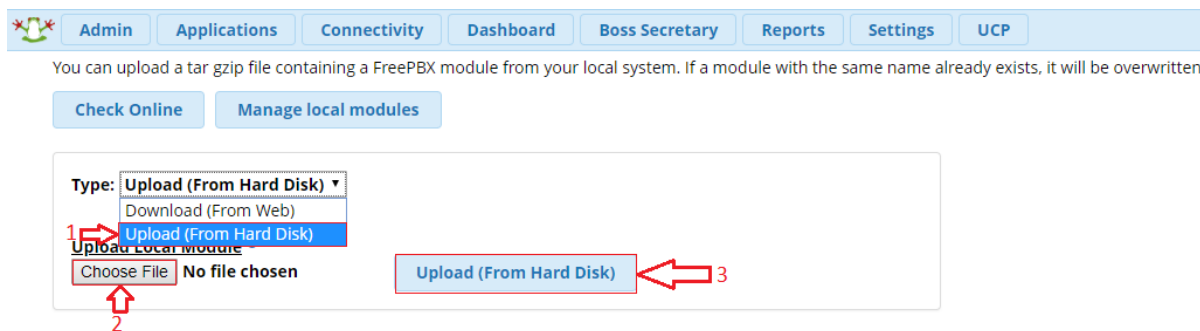 Admin Applications Connectivity Dashboard Boss Secretary Reports Settings UCP
You can upload a tar gzip file containing a FreePBX module from your local system. If a module with the same name already exists, it will be overwritten
Check Online Manage local modules
Type: Upload (From Hard Disk)
Download (From Web)
1 Upload (From Hard Disk)
Upload Local Module
Choose File No file chosen Upload (From Hard Disk) 3
2